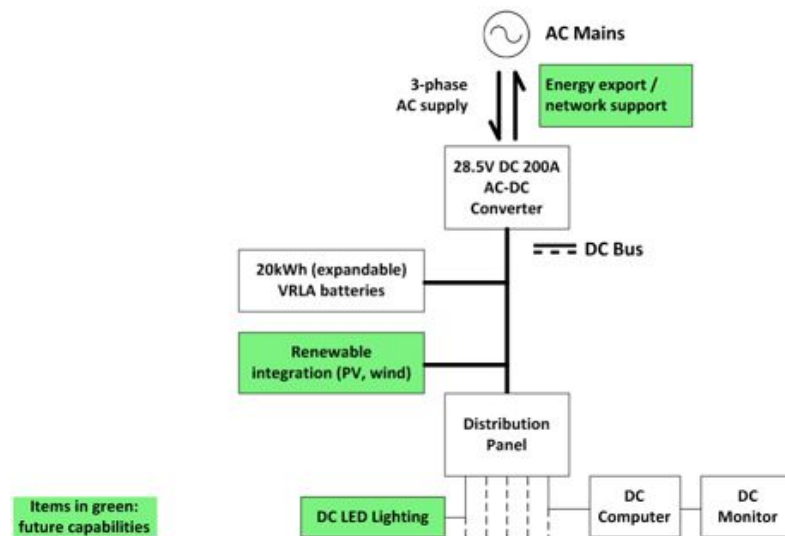 AC Mains
3-phase
AC supply
Energy export /
network support
28.5V DC 200A
AC-DC
Converter
DC Bus
20kWh (expandable)
VRLA batteries
Renewable
integration (PV, wind)
Distribution
Panel
Items in green:
future capabilities
DC LED Lighting
DC
Computer
DC
Monitor